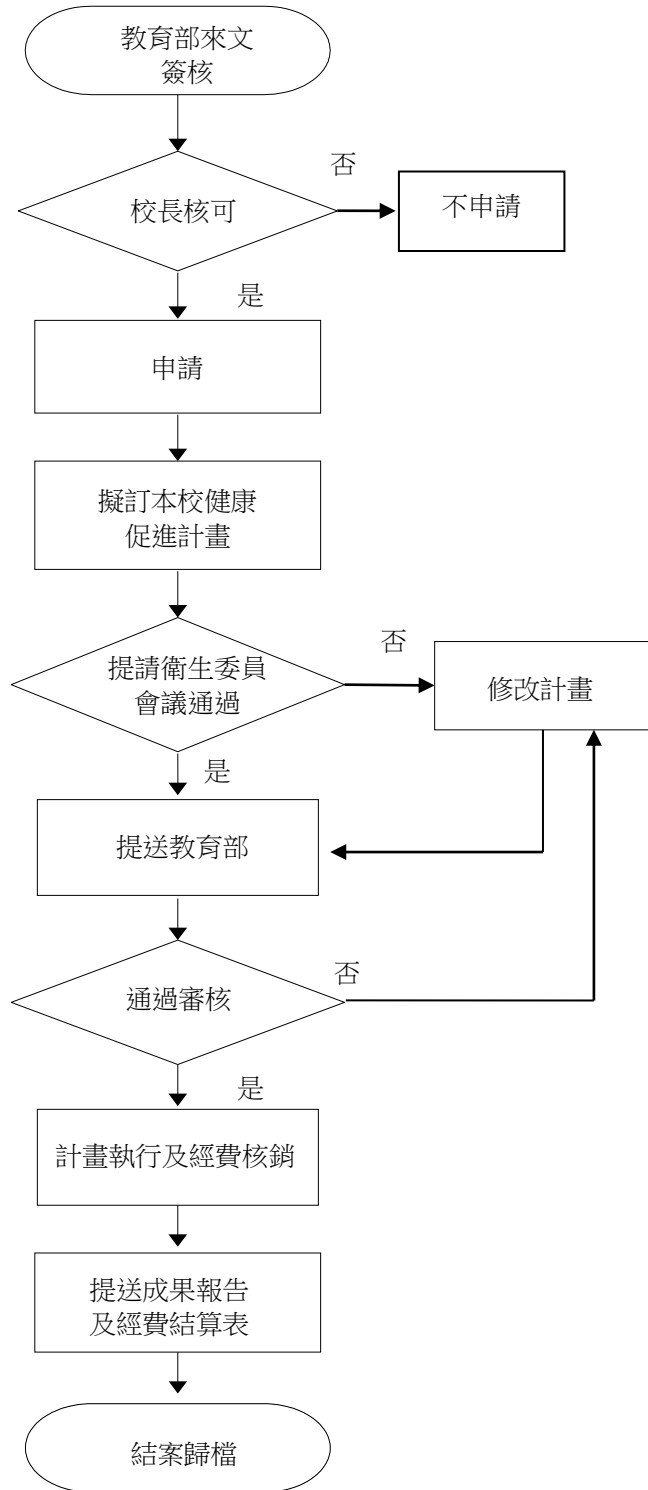 教育部來文
簽核
否
校長核可
不申請
是
申請
擬訂本校健康
促進計畫
否
提請衛生委員
會議通過
修改計畫
是
提送教育部
否
通過審核
是
計畫執行及經費核銷
提送成果報告
及經費結算表
結案歸檔